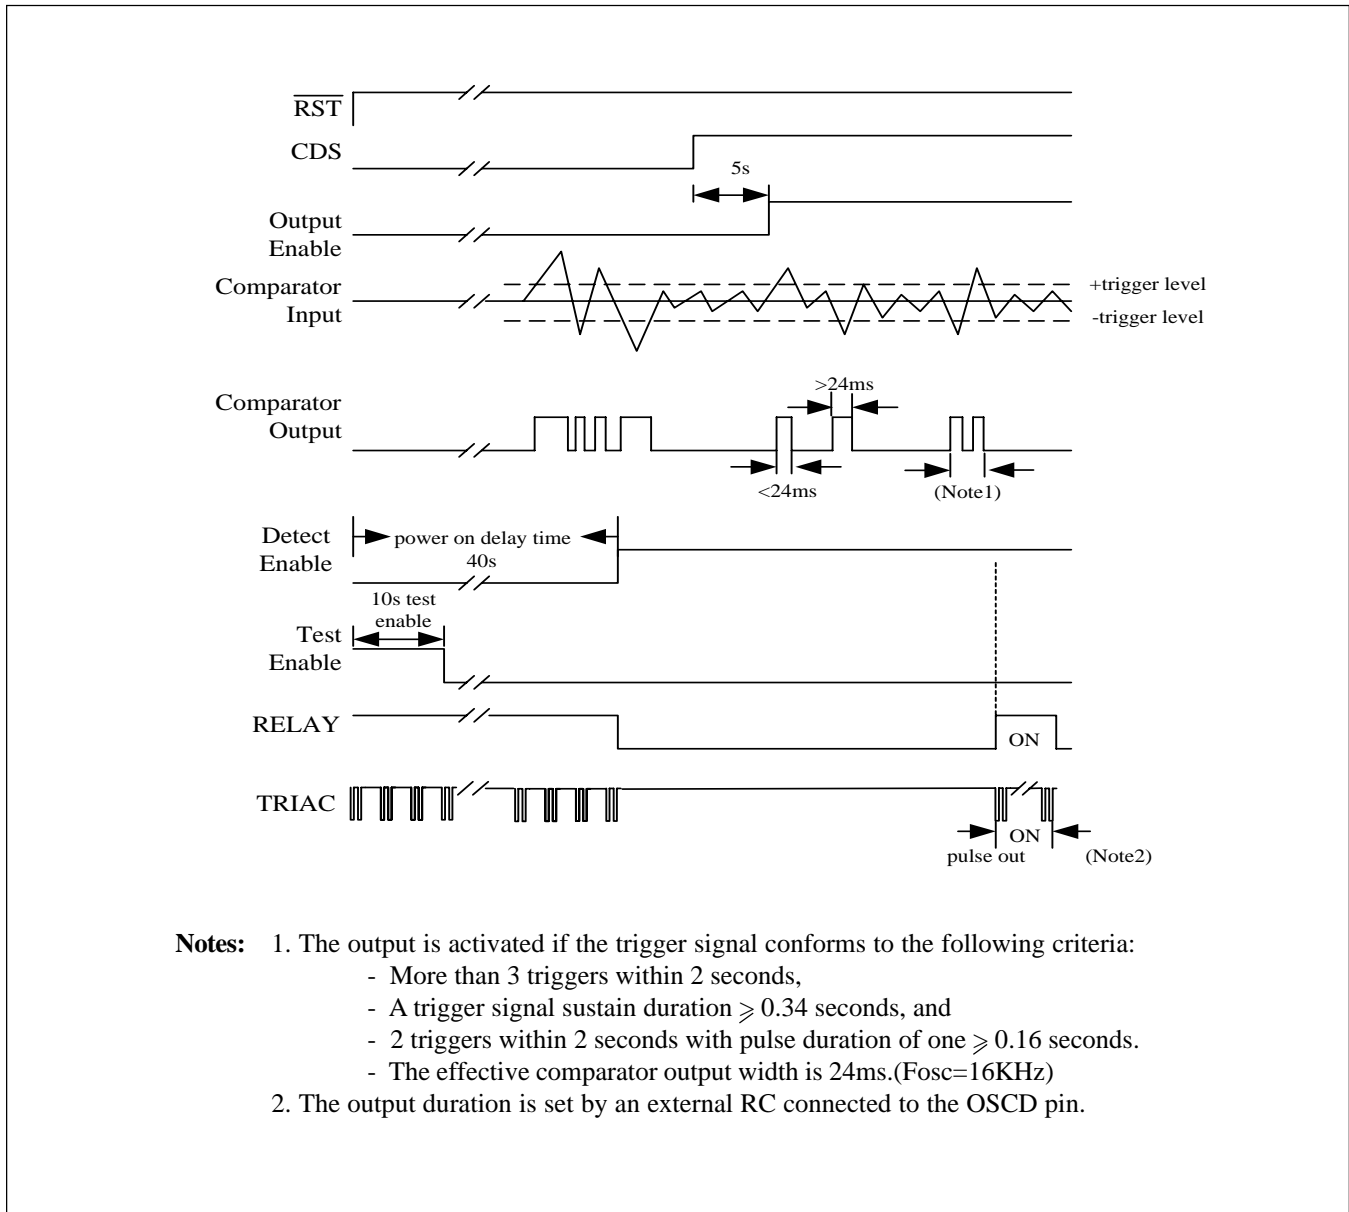 RST
CDS
5s
Output
Enable
Comparator
Input
+trigger level
-trigger level
Comparator
Output
>24ms
<24ms
(Note1)
Detect
Enable
power on delay time
40s
10s test
enable
Test
Enable
RELAY
ON
TRIAC
ON
pulse out
(Note2)
Notes: 1. The output is activated if the trigger signal conforms to the following criteria:
- More than 3 triggers within 2 seconds,
- A trigger signal sustain duration ⩾ 0.34 seconds, and
- 2 triggers within 2 seconds with pulse duration of one ⩾ 0.16 seconds.
- The effective comparator output width is 24ms.(Fosc=16KHz)
2. The output duration is set by an external RC connected to the OSCD pin.